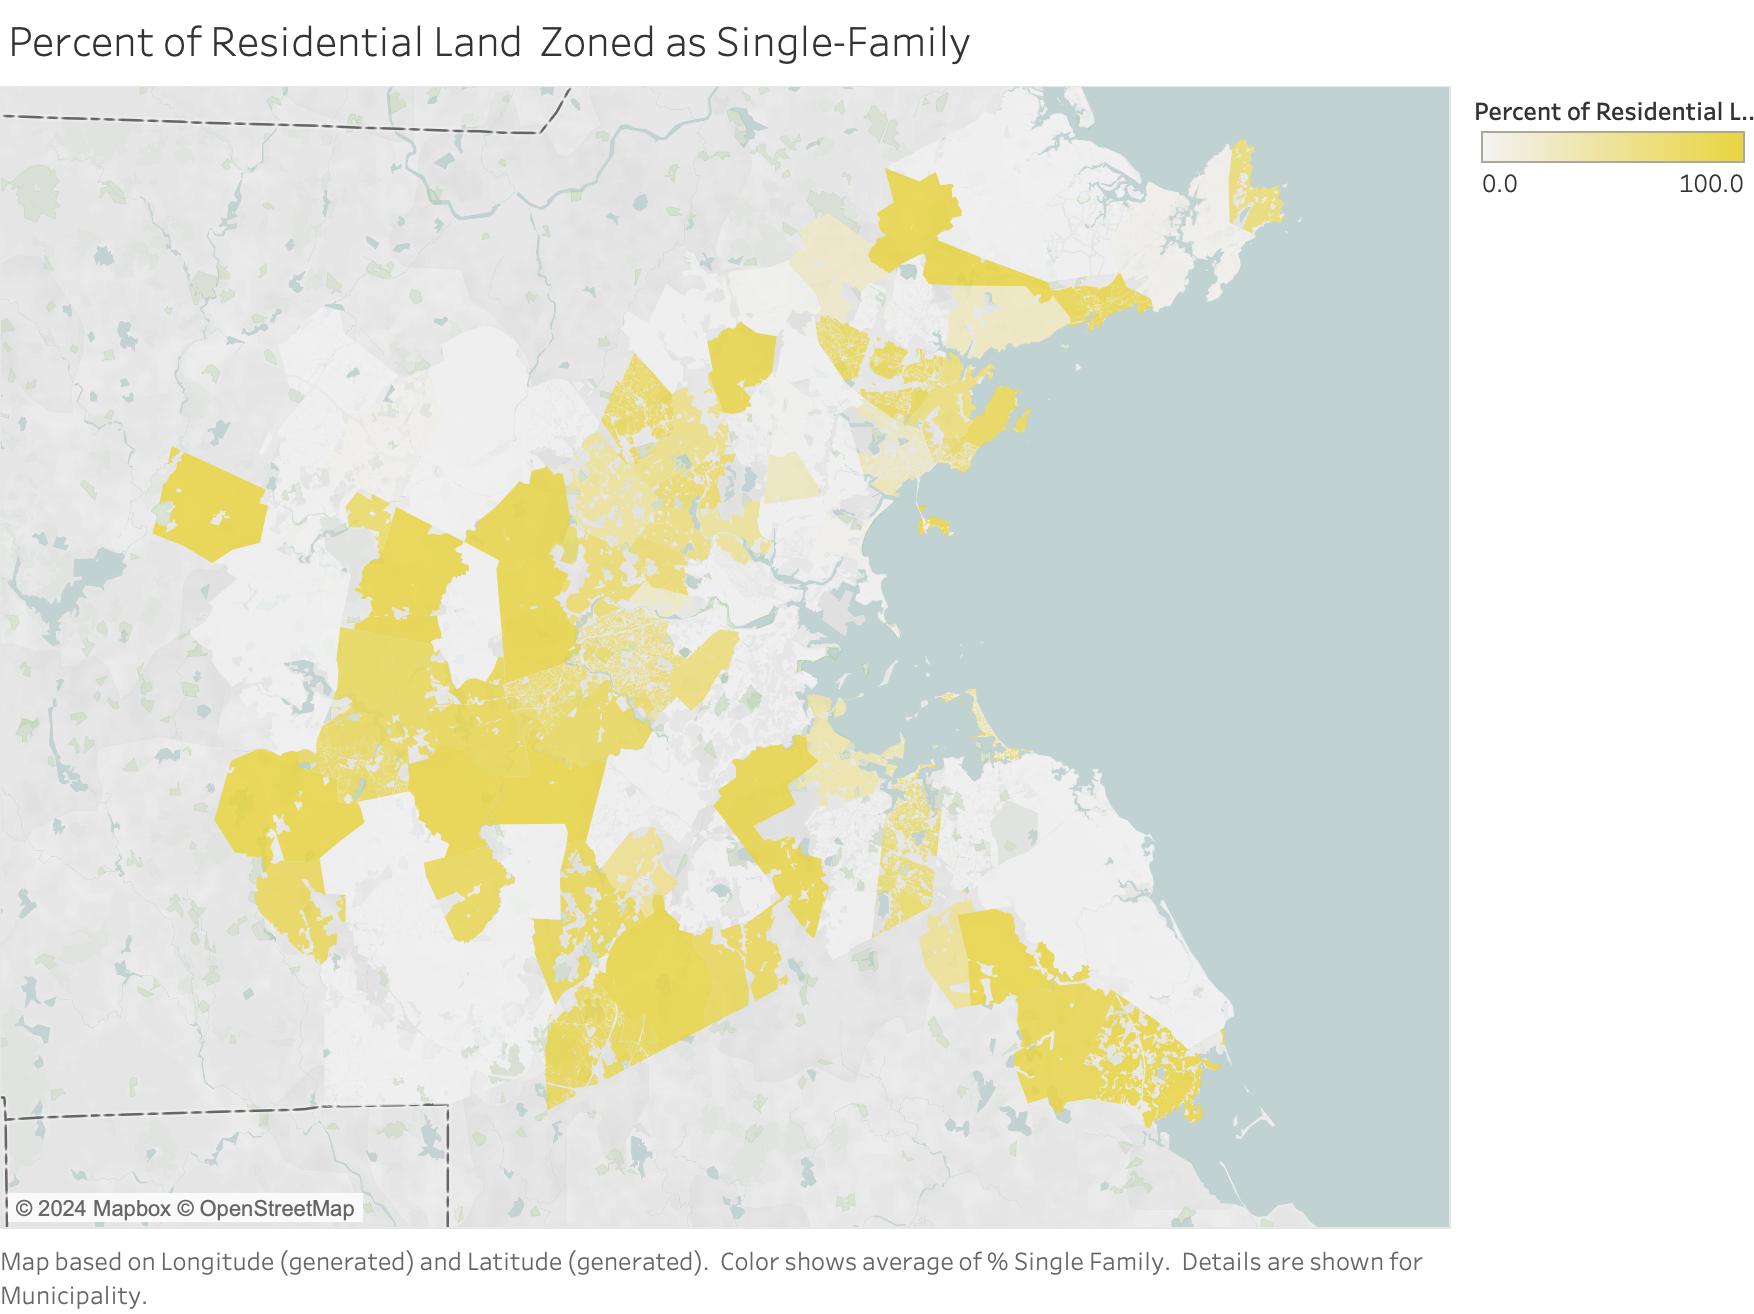 Percent of Residential Land  Zoned as Single-Family
Percent of Residential L..
0.0 100.0
© 2024 Mapbox © OpenStreetMap
Map based on Longitude (generated) and Latitude (generated).  Color shows average of % Single Family.  Details are shown for
Municipality.